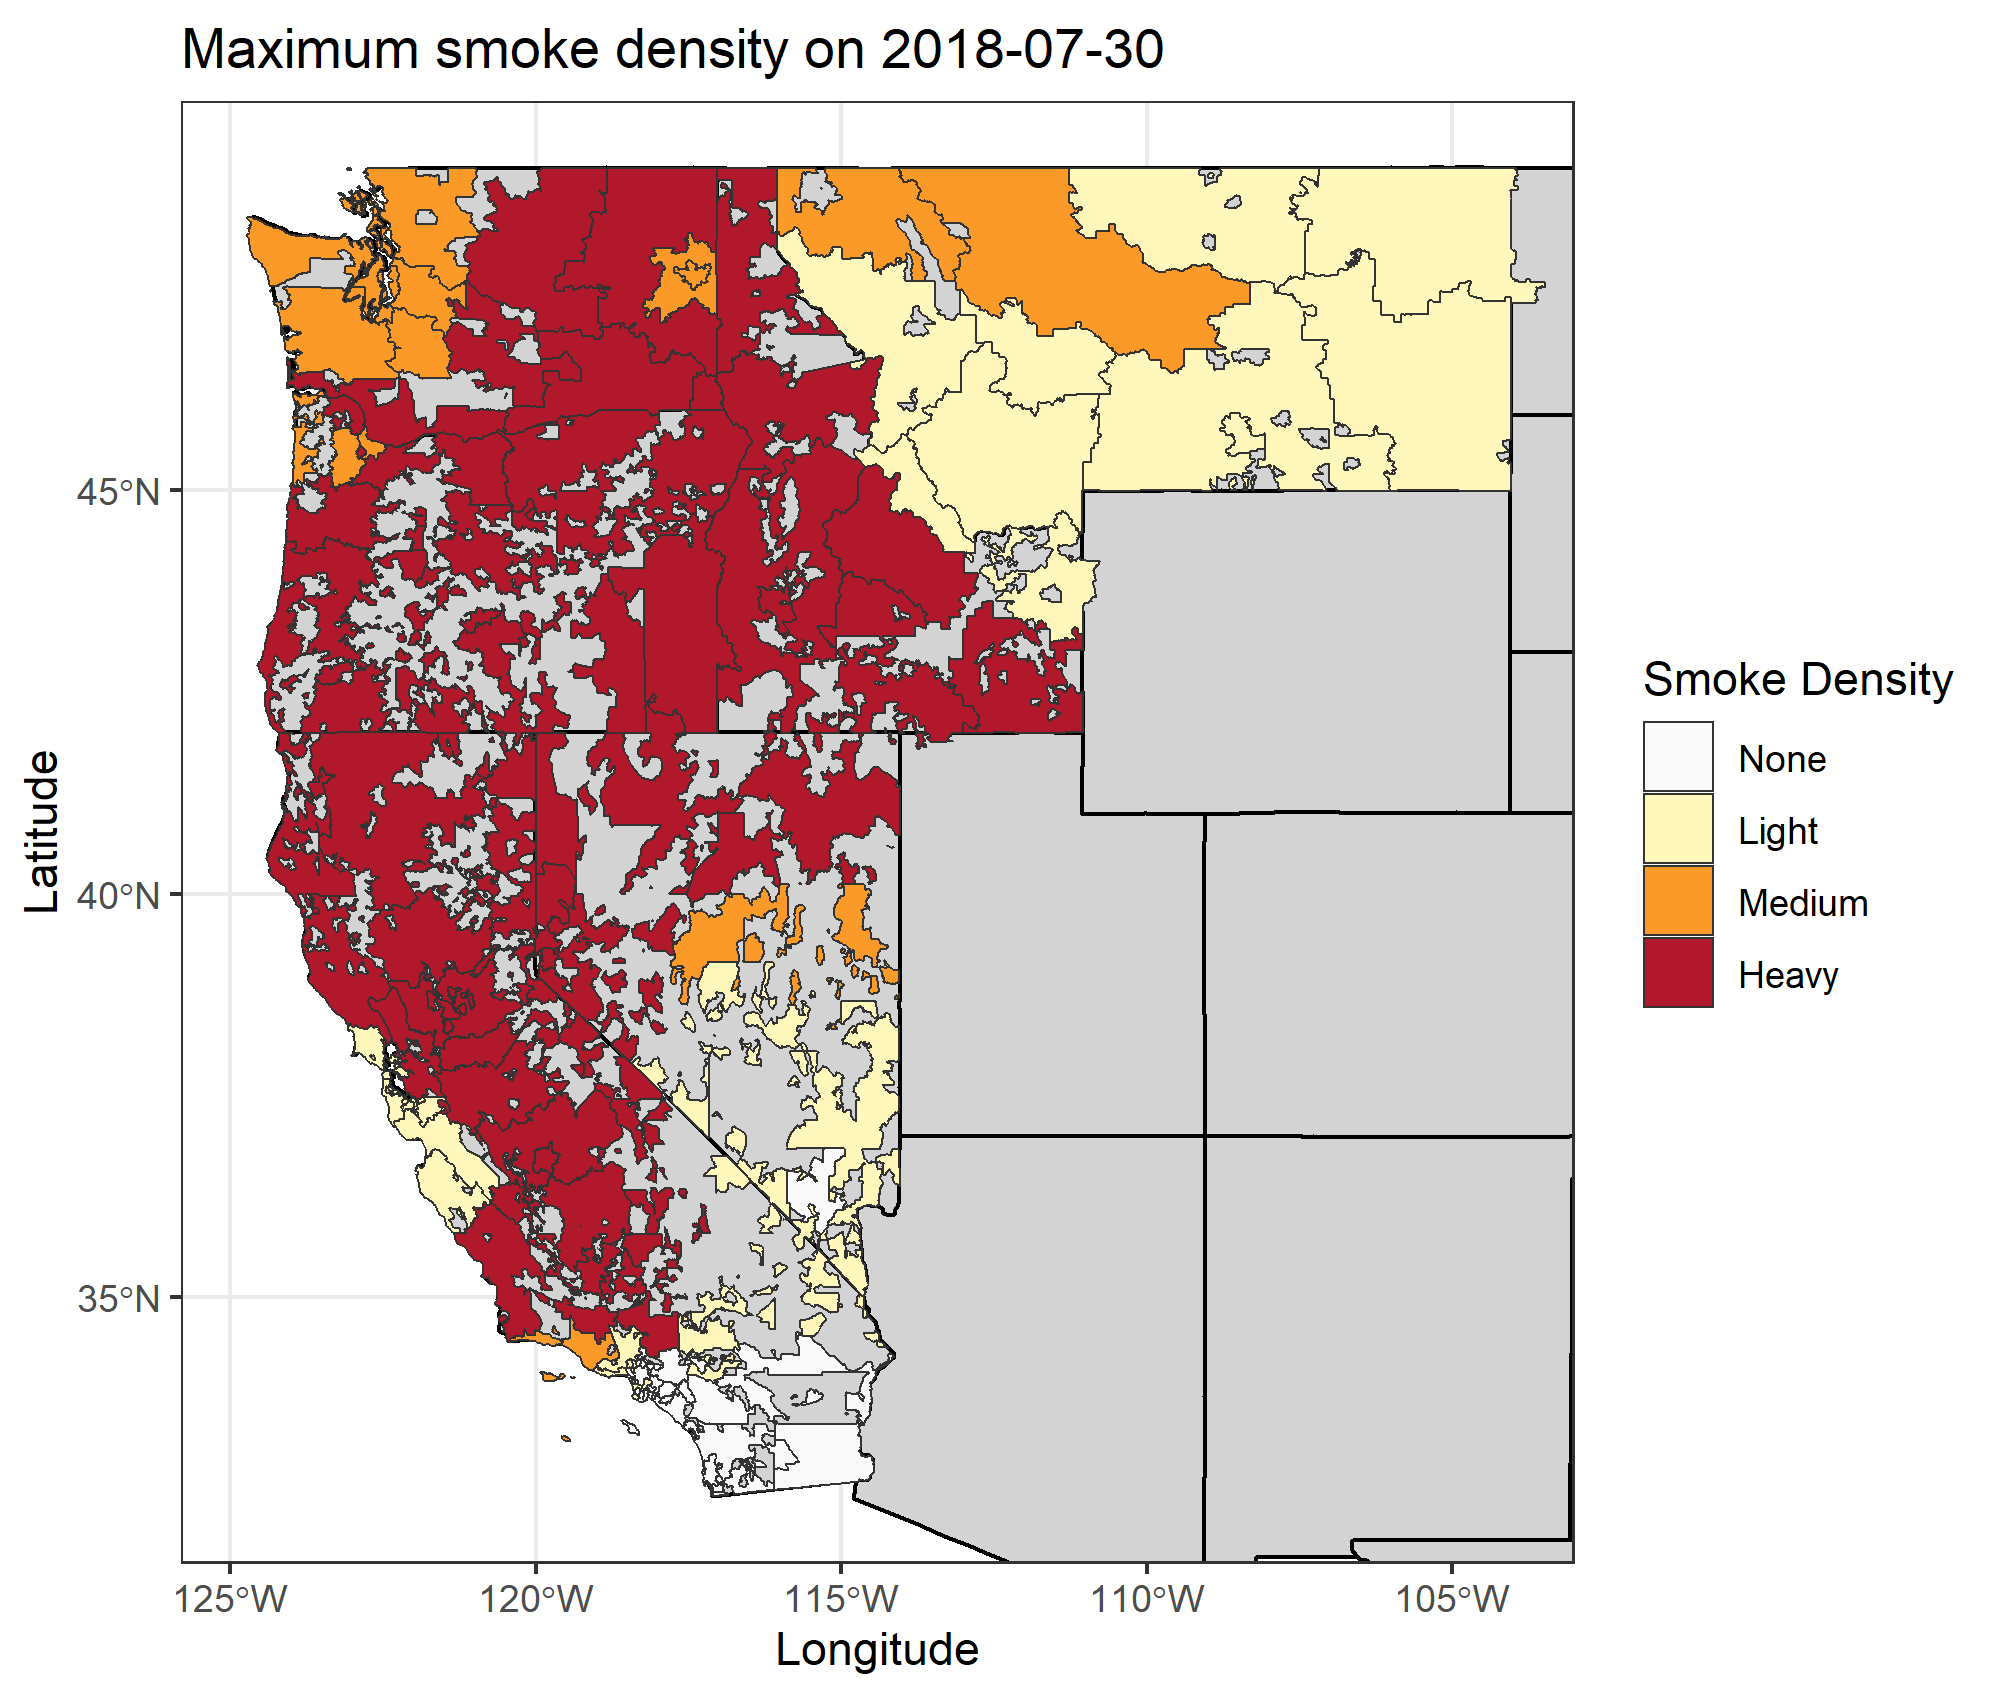 Maximum smoke density on 2018-07-30
45°N
40°N
35°N
Latitude
125°W
120°W
115°W
110°W
105°W
Longitude
Smoke Density
None
Light
Medium
Heavy